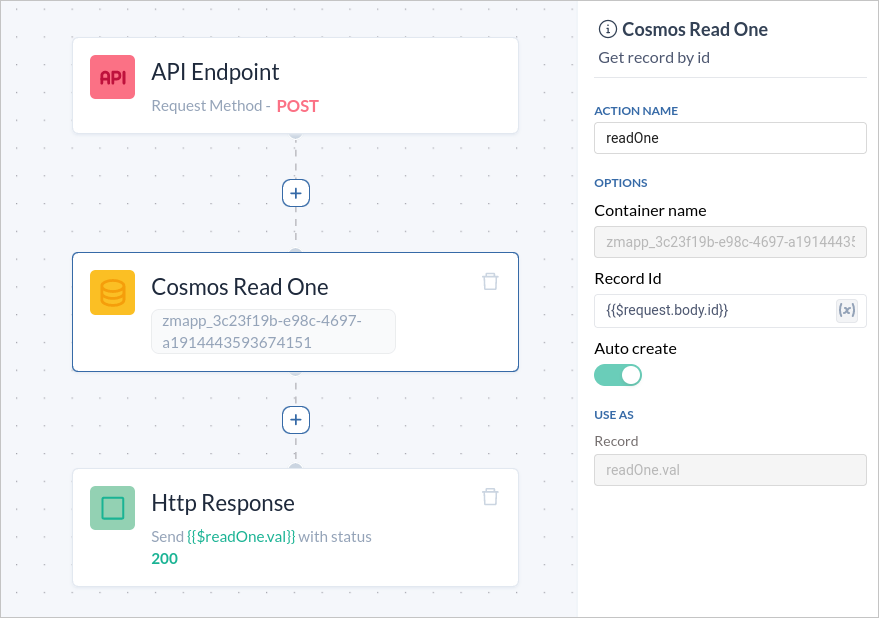 API
API Endpoint
Request Method - POST
Cosmos Read One
zmapp_3c23f19b-e98c-4697-
a1914443593674151
Http Response
Send {{$readOne.val}} with status
200
Cosmos Read One
Get record by id
ACTION NAME
readOne
OPTIONS
Container name
zmapp_3c23f19b-e98c-4697-a19144435
Record Id
{{$request.body.id}}
(x)
Auto create
USE AS
Record
readOne.val